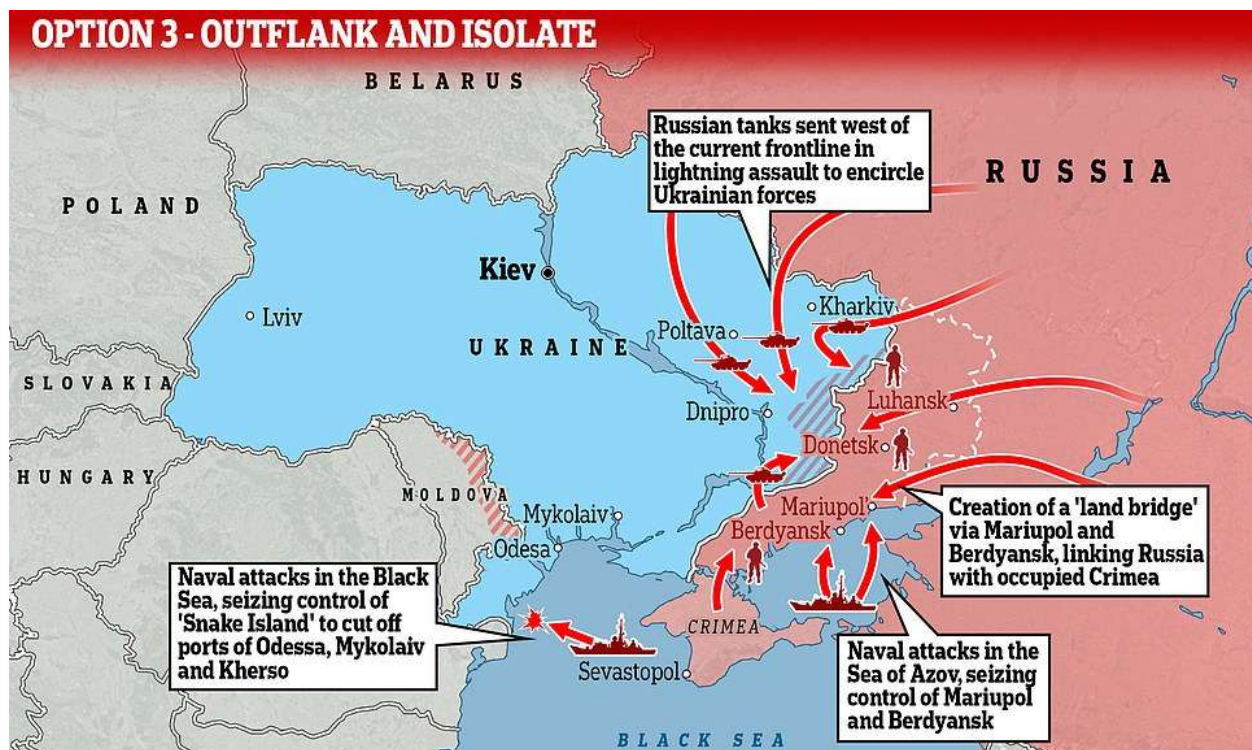 OPTION 3 - OUTFLANK AND ISOLATE
BELARUS
Russian tanks sent west of
the current frontline in
lightning assault to encircle
Ukrainian forces
RUSSIA
POLAND
Kiev
Kharkiv
Lviv
Poltava
UKRAINE
SLOVAKIA
Luhansk
Dnipro
Donetsk
HUNGARY
MOLDOVA
Mykolaiv
Mariupol'
Berdyansk
Creation of a 'land bridge'
via Mariupol and
Berdyansk, linking Russia
with occupied Crimea
Odesa
Naval attacks in the Black
Sea, seizing control of
'Snake Island' to cut off
ports of Odessa, Mykolaiv
and Kherso
CRIMEA
Sevastopol
Naval attacks in the
Sea of Azov, seizing
control of Mariupol
and Berdyansk
BLACK SEA